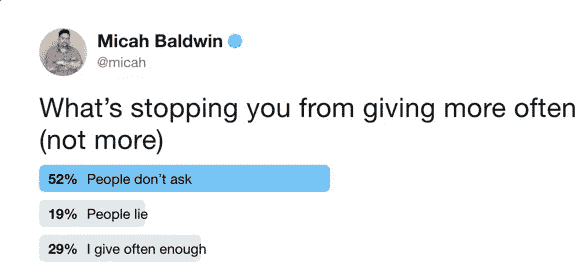 Micah Baldwin
@micah
What's stopping you from giving more often
(not more)
52% People don't ask
19% People lie
29% I give often enough